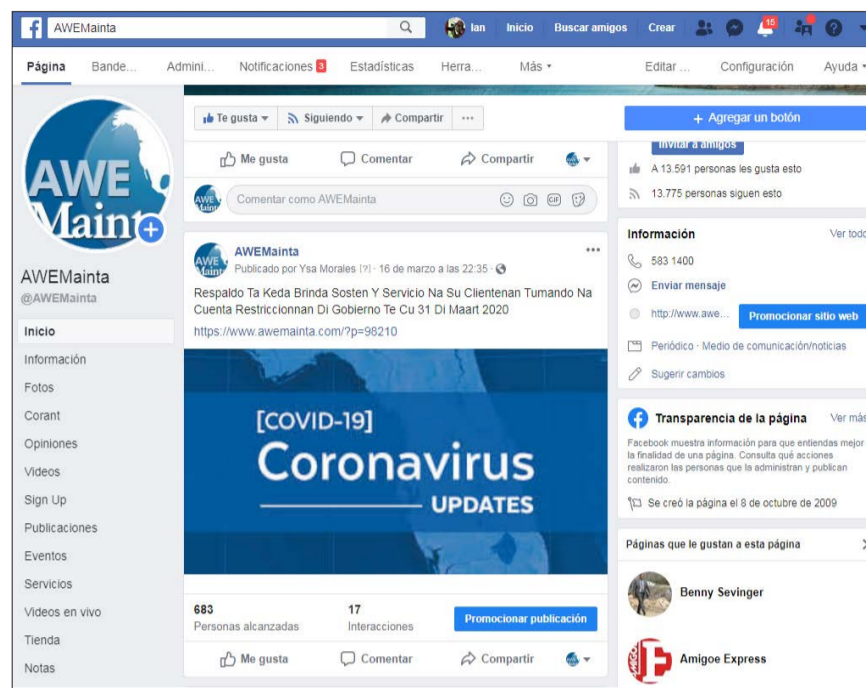 AWEMainta
Ian
Inicio
Buscar amigos
Crear
15
Página
Bande...
Admini...
Notificaciones 3
Estadísticas
Herra...
Más
Editar ...
Configuración
Ayuda
AWE
Mainta
AWEMainta
@AWEMainta
Inicio
Información
Fotos
Corant
Opiniones
Videos
Sign Up
Publicaciones
Eventos
Servicios
Videos en vivo
Tienda
Notas
Te gusta
Siguiendo
Compartir
Me gusta
Comentar
Compartir
Comentar como AWEMainta
GIF
AWEMainta
Publicado por Ysa Morales [?] · 16 de marzo a las 22:35 ·
Respaldo Ta Keda Brinda Sosten Y Servicio Na Su Clientenan Tumando Na
Cuenta Restriccionnan Di Gobierno Te Cu 31 Di Maart 2020
https://www.awemainta.com/?p=98210
[COVID-19]
Coronavirus
UPDATES
683
Personas alcanzadas
17
Interacciones
Promocionar publicación
Me gusta
Comentar
Compartir
+ Agregar un botón
Invitar a amigos
A 13.591 personas les gusta esto
13.775 personas siguen esto
Información
Ver todo
583 1400
Enviar mensaje
http://www.awe...
Promocionar sitio web
Periódico · Medio de comunicación/noticias
Sugerir cambios
Transparencia de la página
Ver más
Facebook muestra información para que entiendas mejor
la finalidad de una página. Consulta qué acciones
realizaron las personas que la administran y publican
contenido.
Se creó la página el 8 de octubre de 2009
Páginas que le gustan a esta página
Benny Sevinger
Amigoe Express